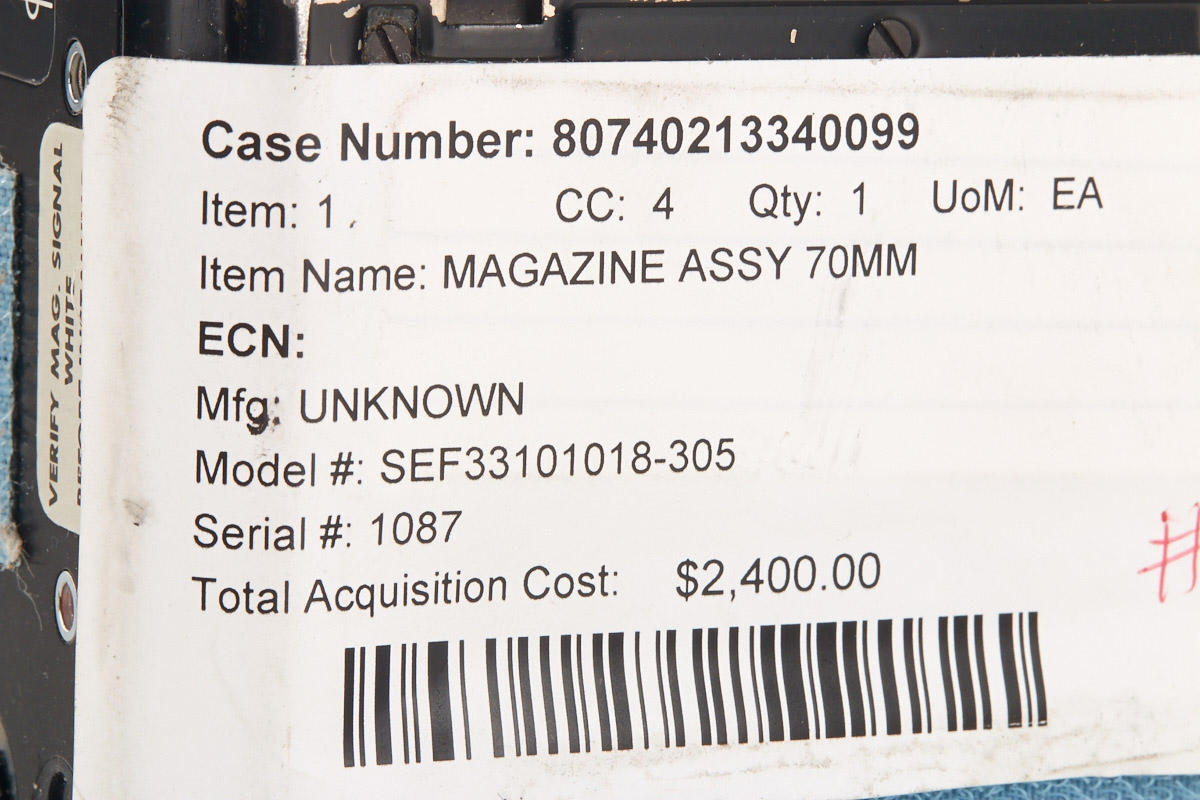 Case Number: 80740213340099
Item: 1 CC: 4 Qty: 1 UoM: EA
Item Name: MAGAZINE ASSY 70MM
ECN:
Mfg: UNKNOWN
Model #: SEF33101018-305
Serial #: 1087
Total Acquisition Cost: $2,400.00
#
VERIFY MAG. SIGNAL
WHITE